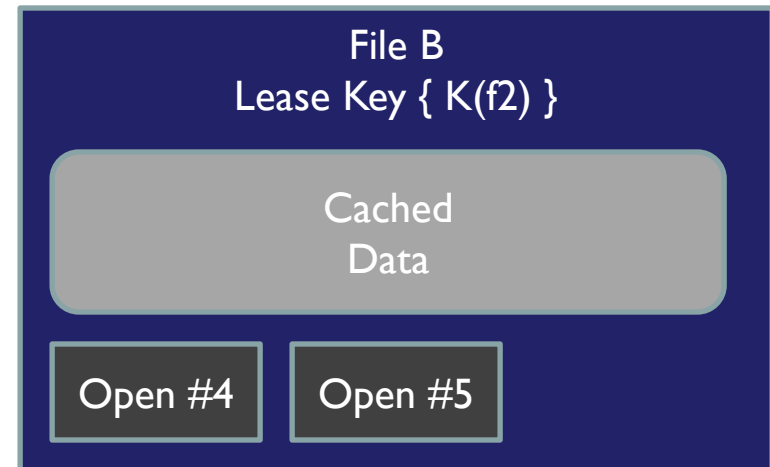 File B
Lease Key { K(f2) }
Cached
Data
Open #4
Open #5